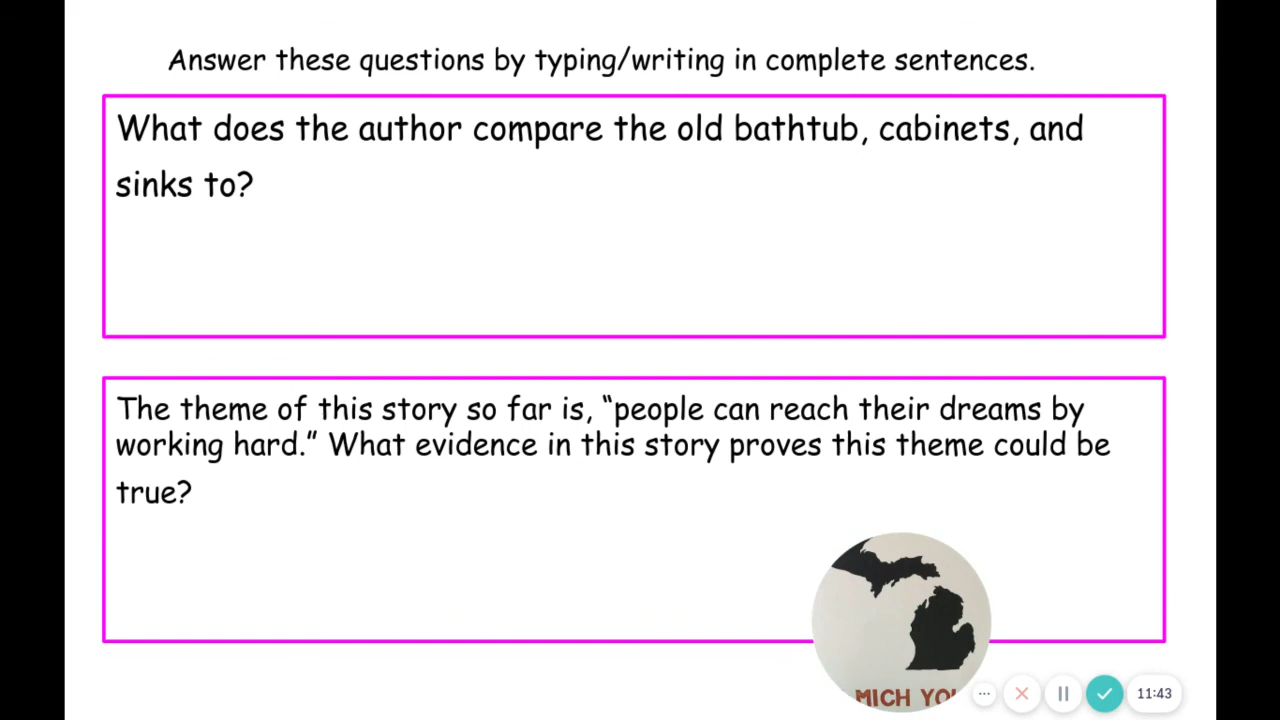 Answer these questions by typing/writing in complete sentences.
What does the author compare the old bathtub, cabinets, and
sinks to?
The theme of this story so far is, “people can reach their dreams by
working hard.” What evidence in this story proves this theme could be
true?
MICH YO
11:43